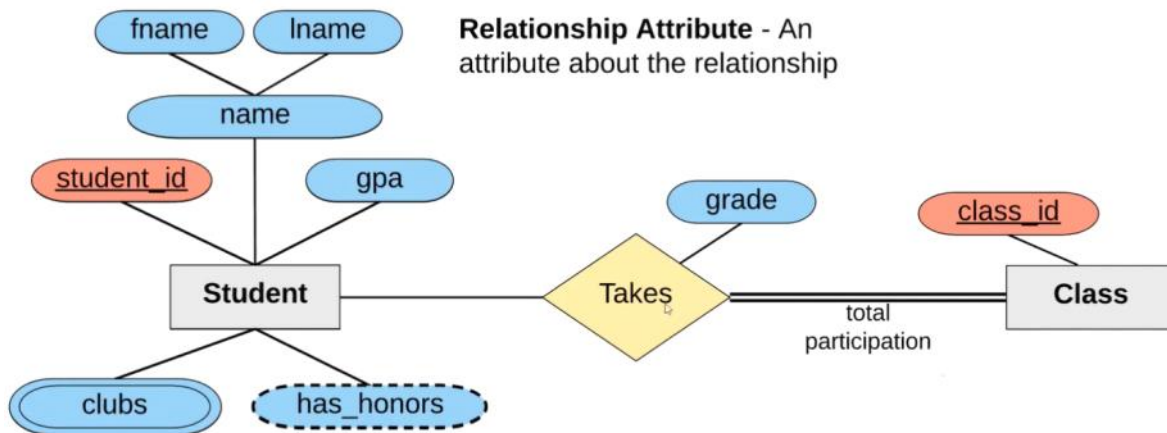 fname
lname
Relationship Attribute - An
attribute about the relationship
name
student_id
gpa
grade
class_id
Student
Takes
Class
total
participation
clubs
has_honors